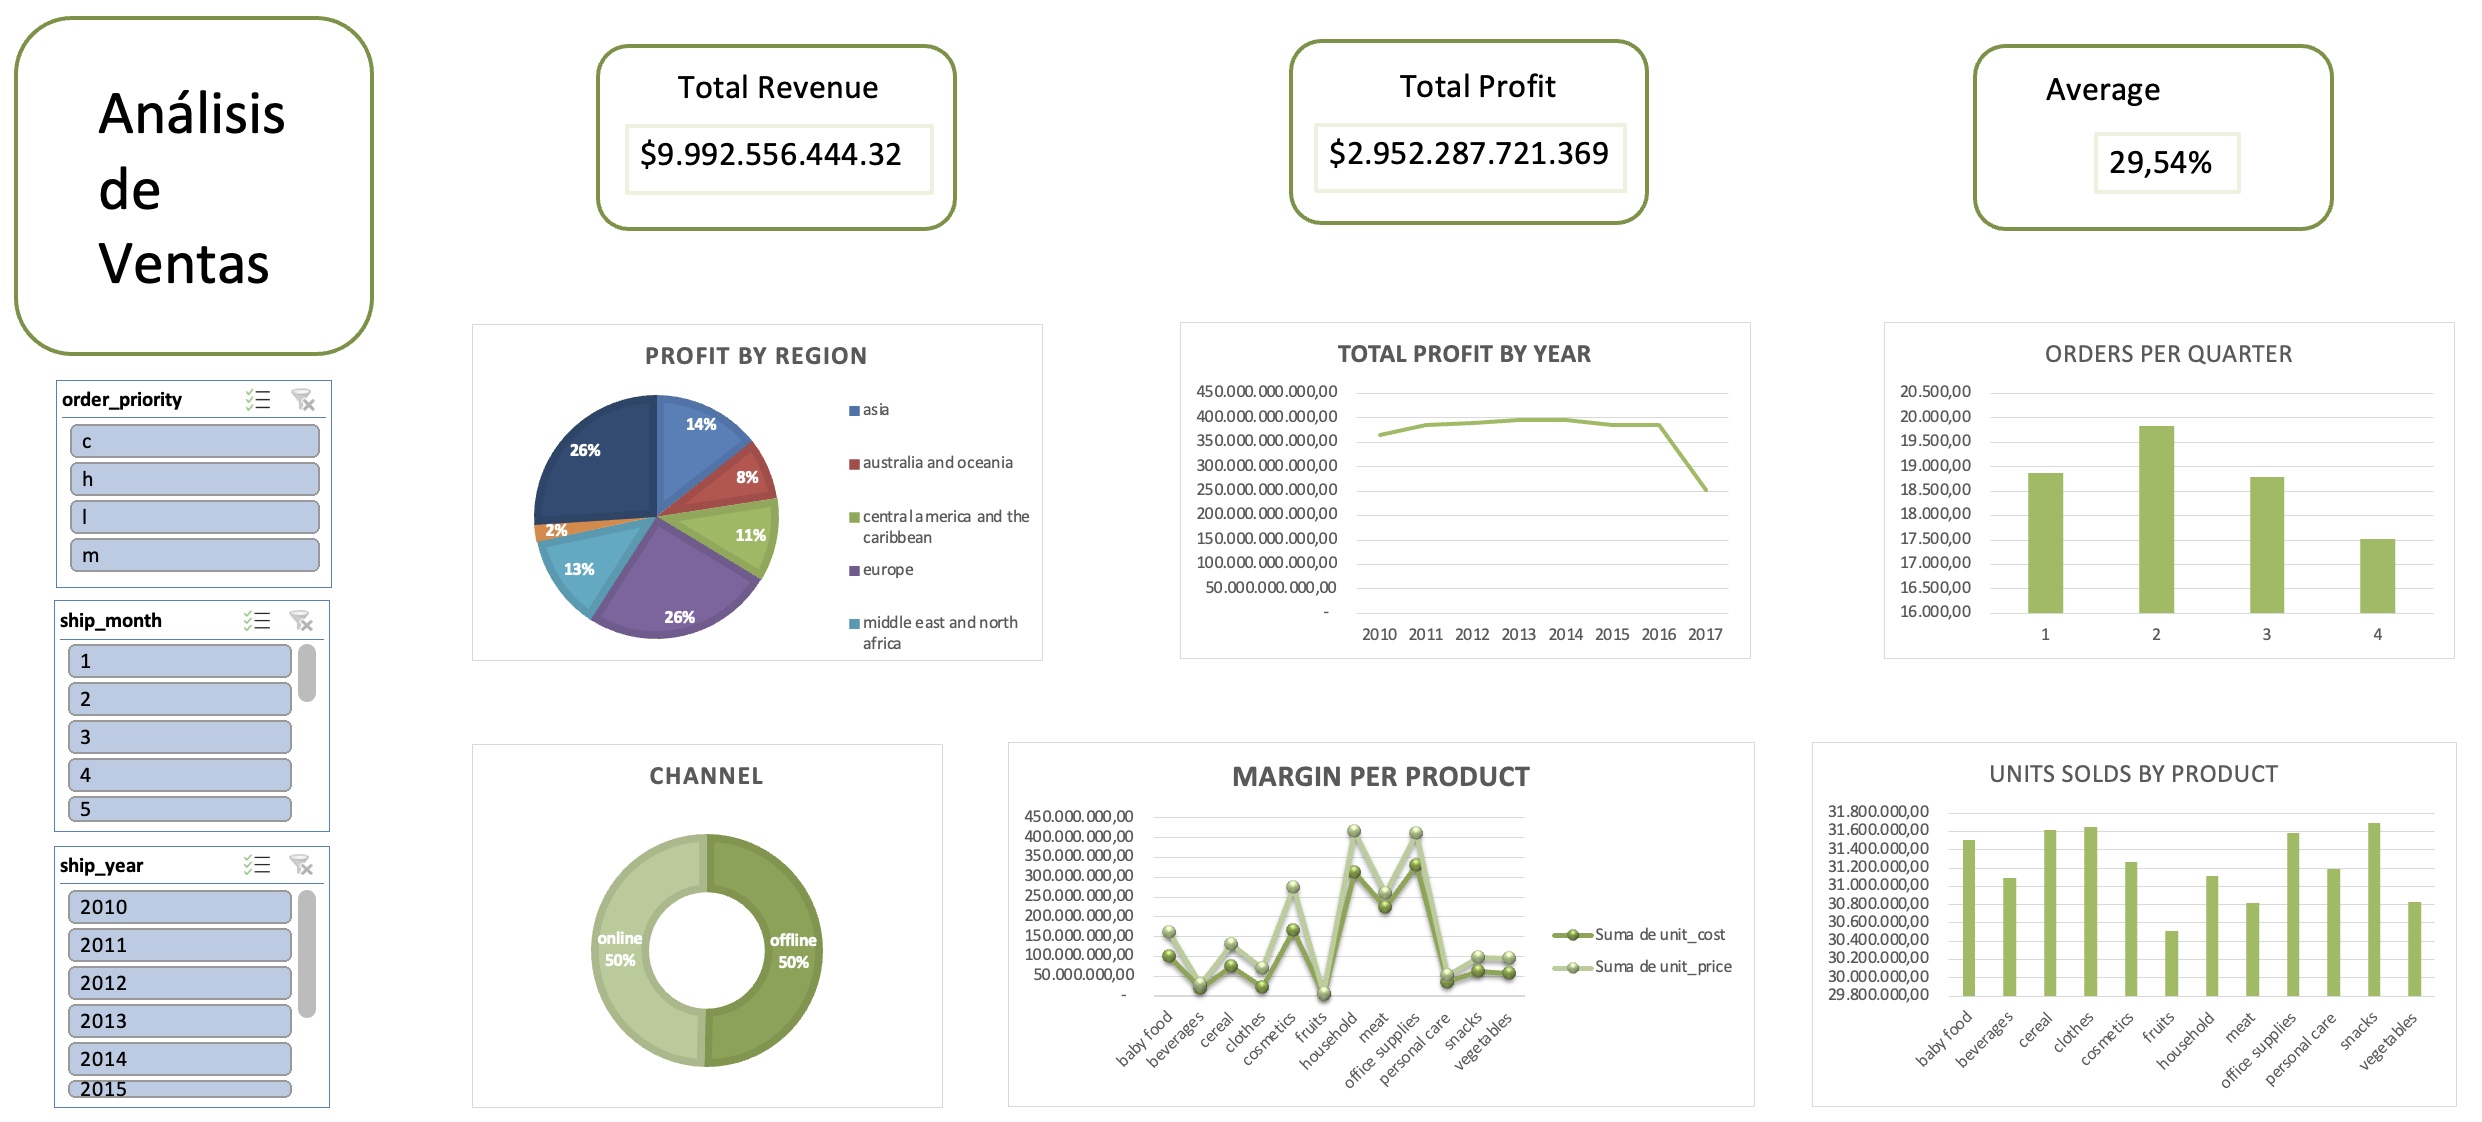 Análisis
de
Ventas
Total Revenue
$9.992.556.444.32
Total Profit
$2.952.287.721.369
Average
29,54%
order_priority
c
h
l
m
ship_month
1
2
3
4
5
ship_year
2010
2011
2012
2013
2014
2015
PROFIT BY REGION
14%
8%
11%
26%
13%
2%
26%
asia
australia and oceania
central america and the
caribbean
europe
middle east and north
africa
TOTAL PROFIT BY YEAR
450.000.000.000,00
400.000.000.000,00
350.000.000.000,00
300.000.000.000,00
250.000.000.000,00
200.000.000.000,00
150.000.000.000,00
100.000.000.000,00
50.000.000.000,00
-
2010 2011 2012 2013 2014 2015 2016 2017
ORDERS PER QUARTER
20.500,00
20.000,00
19.500,00
19.000,00
18.500,00
18.000,00
17.500,00
17.000,00
16.500,00
16.000,00
1 2 3 4
CHANNEL
online
50%
offline
50%
MARGIN PER PRODUCT
450.000.000,00
400.000.000,00
350.000.000,00
300.000.000,00
250.000.000,00
200.000.000,00
150.000.000,00
100.000.000,00
50.000.000,00
-
baby food
beverages
cereal
clothes
cosmetics
fruits
household
meat
office supplies
personal care
snacks
vegetables
Suma de unit_cost
Suma de unit_price
UNITS SOLDS BY PRODUCT
31.800.000,00
31.600.000,00
31.400.000,00
31.200.000,00
31.000.000,00
30.800.000,00
30.600.000,00
30.400.000,00
30.200.000,00
30.000.000,00
29.800.000,00
baby food
beverages
cereal
clothes
cosmetics
fruits
household
meat
office supplies
personal care
snacks
vegetables